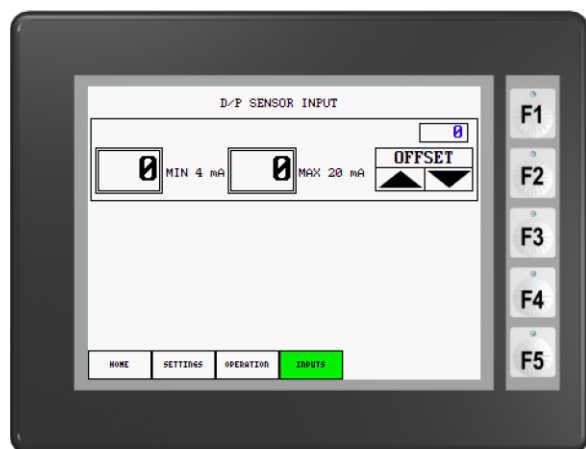 D/P SENSOR INPUT
0
0 MIN 4 mA 0 MAX 20 mA OFFSET
HOME SETTINGS OPERATION INPUTS
F1
F2
F3
F4
F5